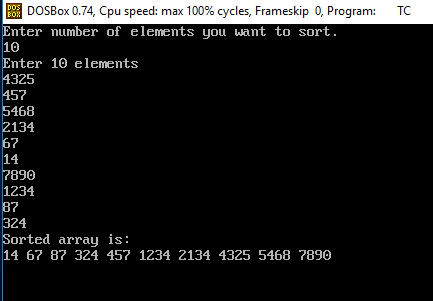 DOS
BOX
DOSBox 0.74, Cpu speed: max 100% cycles, Frameskip 0, Program: TC
Enter number of elements you want to sort.
10
Enter 10 elements
4325
457
5468
2134
67
14
7890
1234
87
324
Sorted array is:
14 67 87 324 457 1234 2134 4325 5468 7890